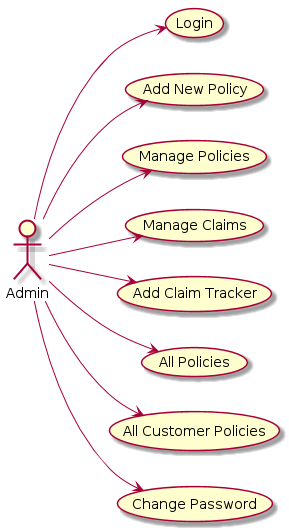 Login
Add New Policy
Manage Policies
Manage Claims
Add Claim Tracker
Admin
All Policies
All Customer Policies
Change Password